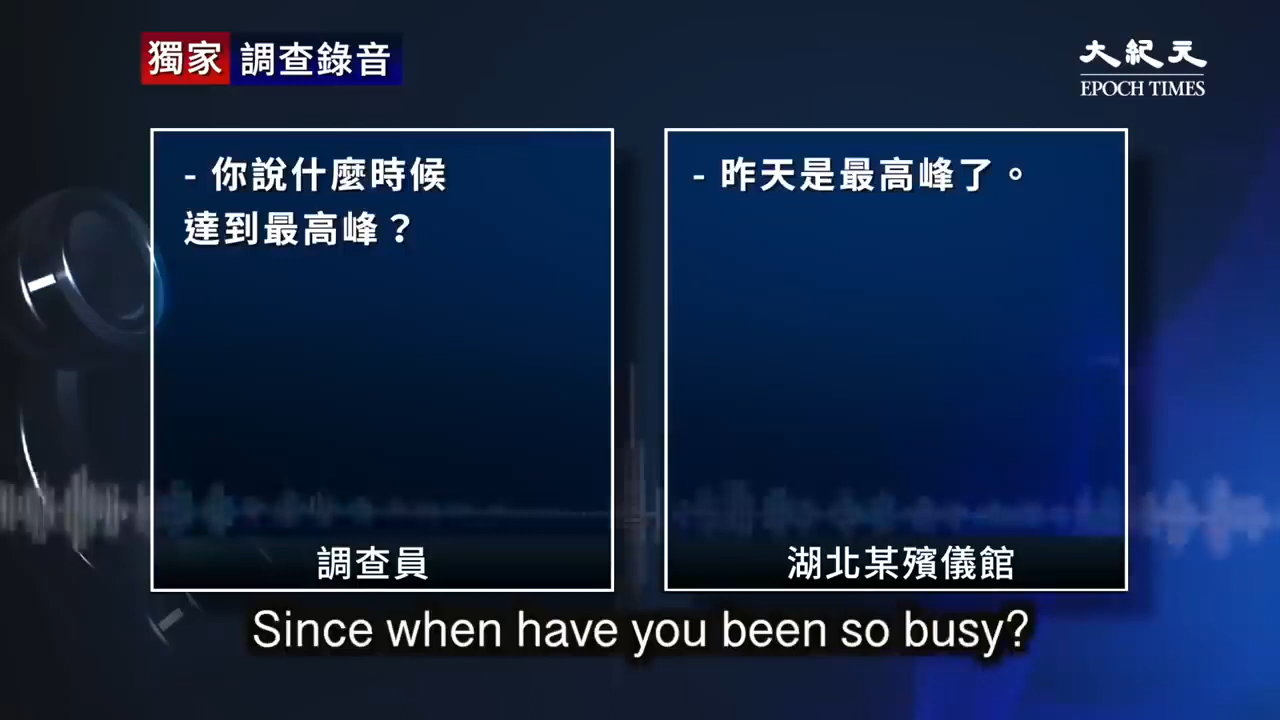 獨家 調查錄音
大紀元
EPOCH TIMES
- 你說什麼時候
達到最高峰？
- 昨天是最高峰了。
調查員
湖北某殯儀館
Since when have you been so busy?